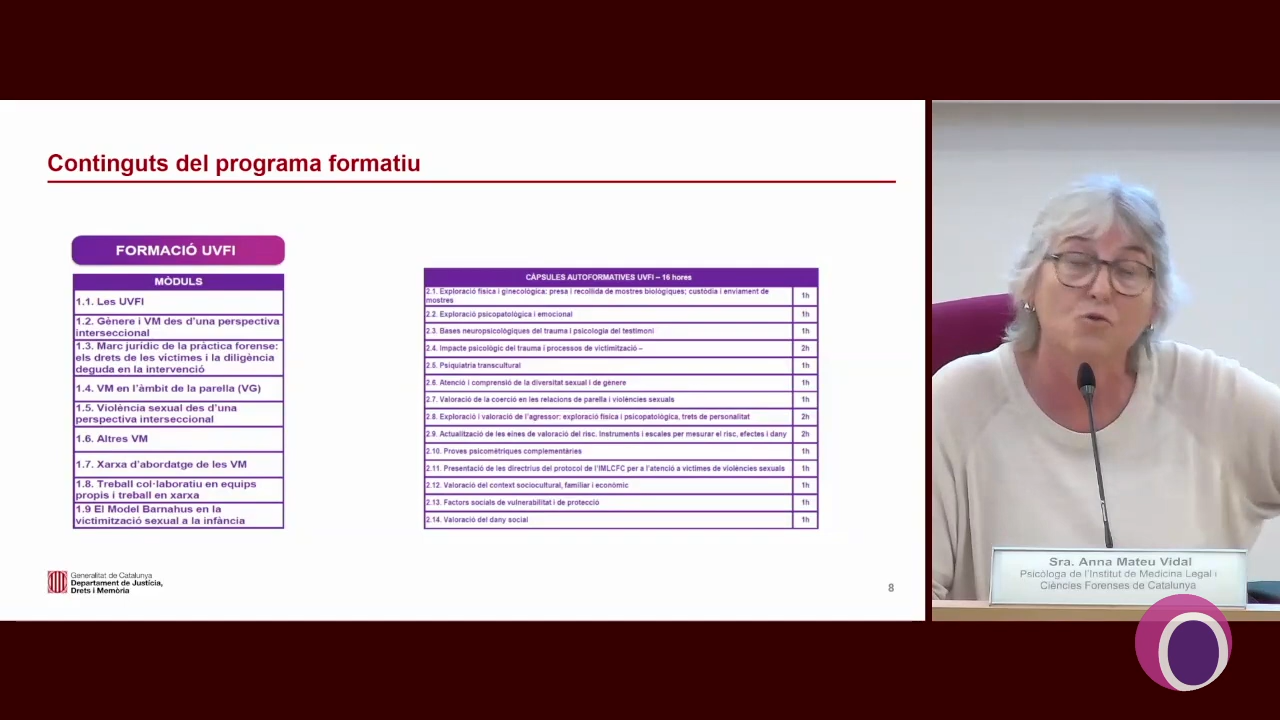 Continguts del programa formatiu
FORMACIÓ UVFI
MÒDULS
1.1. Les UVFI
1.2. Gènere i VM des d'una perspectiva
interseccional
1.3. Marc jurídic de la pràctica forense:
els drets de les víctimes i la diligència
deguda en la intervenció
1.4. VM en l'àmbit de la parella (VG)
1.5. Violència sexual des d'una
perspectiva interseccional
1.6. Altres VM
1.7. Xarxa d'abordatge de les VM
1.8. Treball col·laboratiu en equips
propis i treball en xarxa
1.9 El Model Barnahus en la
victimització sexual a la infància
CÀPSULES AUTOFORMATIVES UVFI – 16 hores
2.1. Exploració física i ginecològica; presa i recollida de mostres biològiques; custòdia i enviament de
mostres 1h
2.2. Exploració psicopatològica i emocional 1h
2.3. Bases neuropsicològiques del trauma i psicologia del testimoni 1h
2.4. Impacte psicològic del trauma i processos de victimització – 2h
2.5. Psiquiatria transcultural 1h
2.6. Atenció i comprensió de la diversitat sexual i de gènere 1h
2.7. Valoració de la coerció en les relacions de parella i violències sexuals 1h
2.8. Exploració i valoració de l'agressor: exploració física i psicopatològica, trets de personalitat 2h
2.9. Actualització de les eines de valoració del risc. Instruments i escales per mesurar el risc, efectes i dany 2h
2.10. Proves psicomètriques complementàries 1h
2.11. Presentació de les directrius del protocol de l'IMLCFC per a l'atenció a víctimes de violències sexuals 1h
2.12. Valoració del context sociocultural, familiar i econòmic 1h
2.13. Factors socials de vulnerabilitat i de protecció 1h
2.14. Valoració del dany social 1h
Generalitat de Catalunya
Departament de Justícia,
Drets i Memòria
8
Sra. Anna Mateu Vidal
Psicòloga de l'Institut de Medicina Legal i
Ciències Forenses de Catalunya